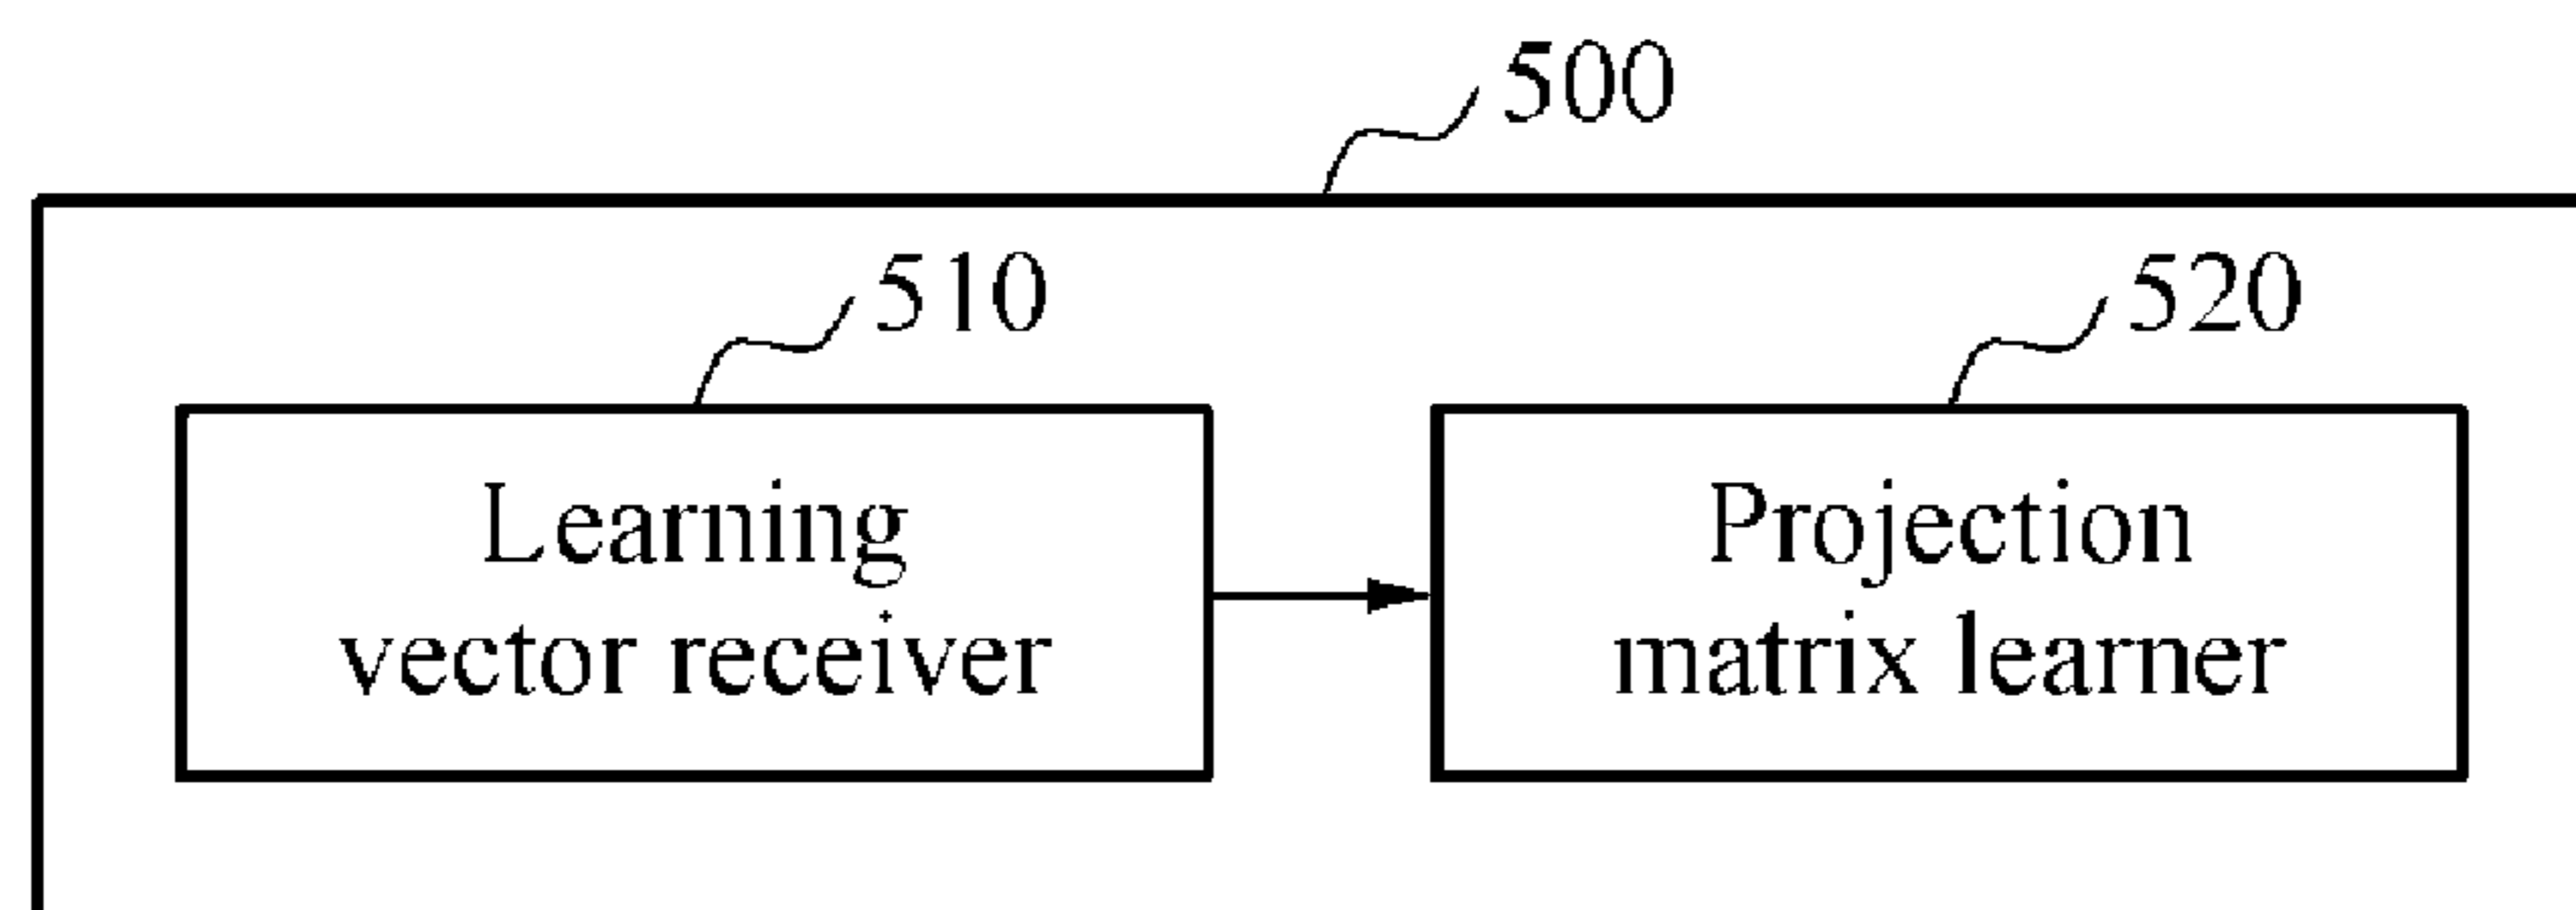 500
510
520
Learning
vector receiver
Projection
matrix learner